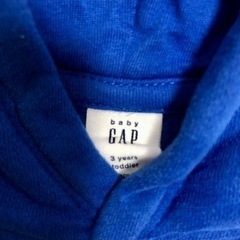 baby
GAP
3 years
toddler